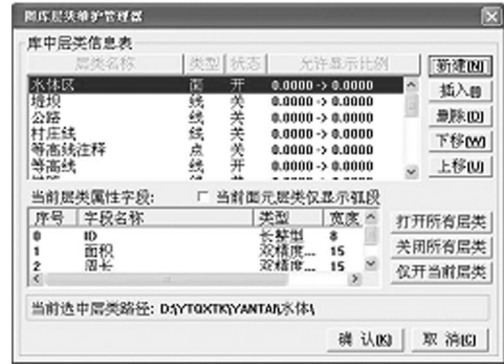 图库层类维护管理器
库中层类信息表
层类名称 类型 状态 允许显示比例
水体区 面 开 0.0000 -> 0.0000
堤坝 线 关 0.0000 -> 0.0000
公路 线 关 0.0000 -> 0.0000
村庄线 线 关 0.0000 -> 0.0000
等高线注释 点 关 0.0000 -> 0.0000
等高线 线 开 0.0000 -> 0.0000
新建[N]
插入[I]
删除[D]
下移[W]
上移[U]
当前层类属性字段: 当前面元层类仅显示弧段
序号 字段名称 类型 宽度
0 ID 长整型 8
1 面积 双精度... 15
2 周长 双精度... 15
打开所有层类
关闭所有层类
仅开当前层类
当前选中层类路径: D:\YTGXTK\YANTAI\水体\
确 认[K] 取 消[C]